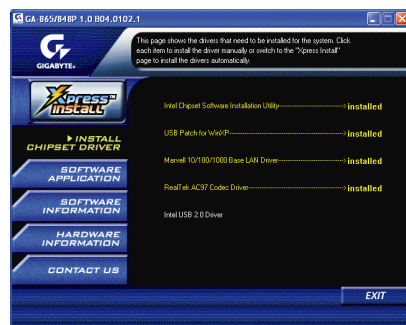 GA-865/848P 1.0 B04.0102.1
GIGABYTE™
This page shows the drivers that need to be installed for the system. Click
each item to install the driver manually or switch to the "Xpress Install"
page to install the drivers automatically.
Xpress™
Install
INSTALL
CHIPSET DRIVER
SOFTWARE
APPLICATION
SOFTWARE
INFORMATION
HARDWARE
INFORMATION
CONTACT US
Intel Chipset Software Installation Utility installed
USB Patch for WinXP installed
Marvell 10/100/1000 Base LAN Driver installed
RealTek AC97 Codec Driver installed
Intel USB 2.0 Driver
EXIT